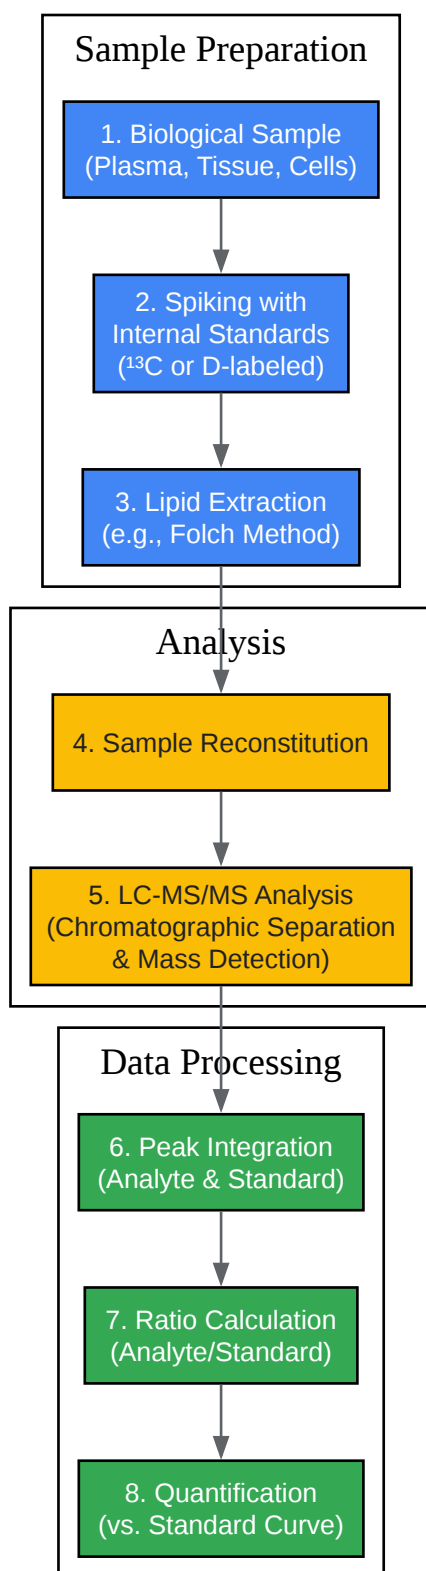 Sample Preparation
1. Biological Sample
(Plasma, Tissue, Cells)
2. Spiking with
Internal Standards
(¹³C or D-labeled)
3. Lipid Extraction
(e.g., Folch Method)
Analysis
4. Sample Reconstitution
5. LC-MS/MS Analysis
(Chromatographic Separation
& Mass Detection)
Data Processing
6. Peak Integration
(Analyte & Standard)
7. Ratio Calculation
(Analyte/Standard)
8. Quantification
(vs. Standard Curve)